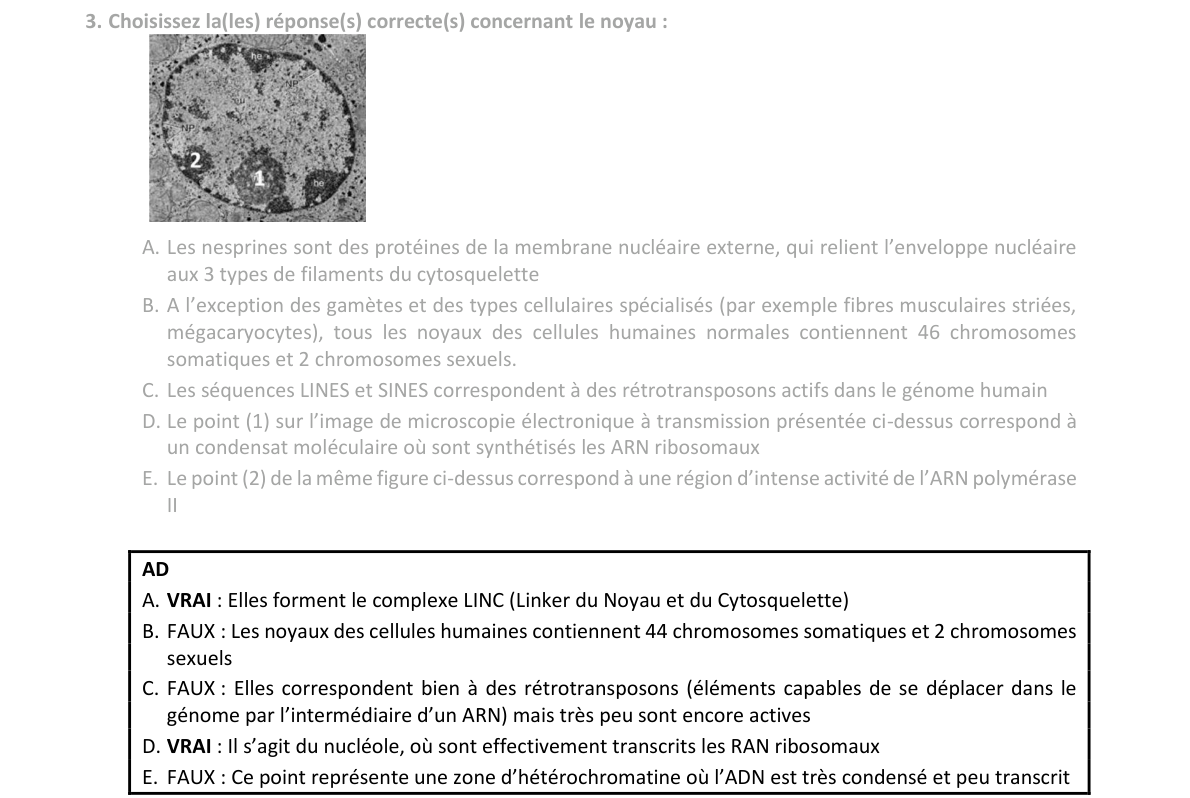 3. Choisissez la(les) réponse(s) correcte(s) concernant le noyau :
he
NP
NP
2
1
he
A. Les nesprines sont des protéines de la membrane nucléaire externe, qui relient l’enveloppe nucléaire
aux 3 types de filaments du cytosquelette
B. A l’exception des gamètes et des types cellulaires spécialisés (par exemple fibres musculaires striées,
mégacaryocytes), tous les noyaux des cellules humaines normales contiennent 46 chromosomes
somatiques et 2 chromosomes sexuels.
C. Les séquences LINES et SINES correspondent à des rétrotransposons actifs dans le génome humain
D. Le point (1) sur l’image de microscopie électronique à transmission présentée ci-dessus correspond à
un condensat moléculaire où sont synthétisés les ARN ribosomaux
E. Le point (2) de la même figure ci-dessus correspond à une région d’intense activité de l’ARN polymérase
II
AD
A. VRAI : Elles forment le complexe LINC (Linker du Noyau et du Cytosquelette)
B. FAUX : Les noyaux des cellules humaines contiennent 44 chromosomes somatiques et 2 chromosomes
sexuels
C. FAUX : Elles correspondent bien à des rétrotransposons (éléments capables de se déplacer dans le
génome par l’intermédiaire d’un ARN) mais très peu sont encore actives
D. VRAI : Il s’agit du nucléole, où sont effectivement transcrits les RAN ribosomaux
E. FAUX : Ce point représente une zone d’hétérochromatine où l’ADN est très condensé et peu transcrit